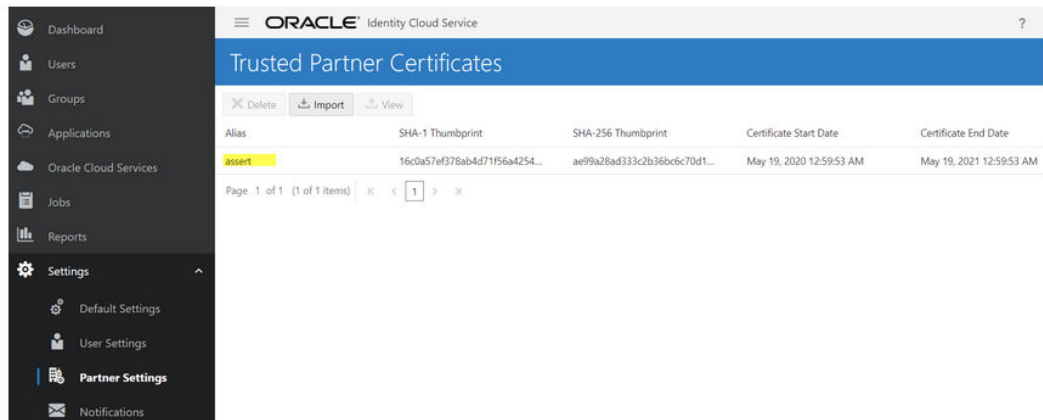 Dashboard
Users
Groups
Applications
Oracle Cloud Services
Jobs
Reports
Settings
Default Settings
User Settings
Partner Settings
Notifications
ORACLE® Identity Cloud Service ?
Trusted Partner Certificates
Delete Import View
Alias SHA-1 Thumbprint SHA-256 Thumbprint Certificate Start Date Certificate End Date
assert 16c0a57ef378ab4d71f56a4254... ae99a28ad333c2b36bc6c70d1... May 19, 2020 12:59:53 AM May 19, 2021 12:59:53 AM
Page 1 of 1 (1 of 1 items) 1